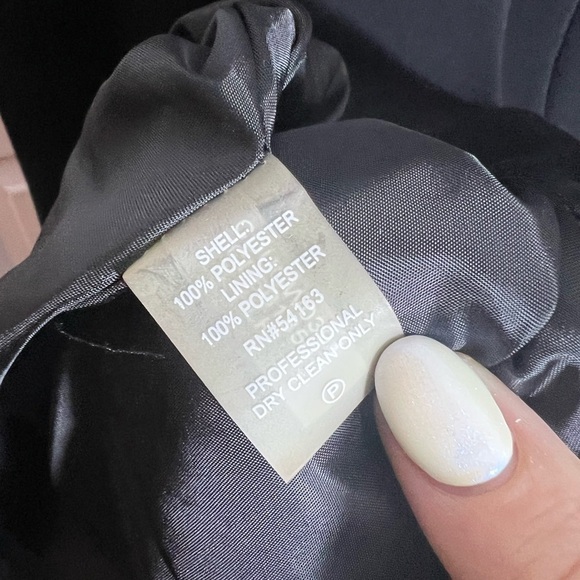 SHELL:
100% POLYESTER
LINING:
100% POLYESTER
RN#54163
PROFESSIONAL
DRY CLEAN ONLY
P